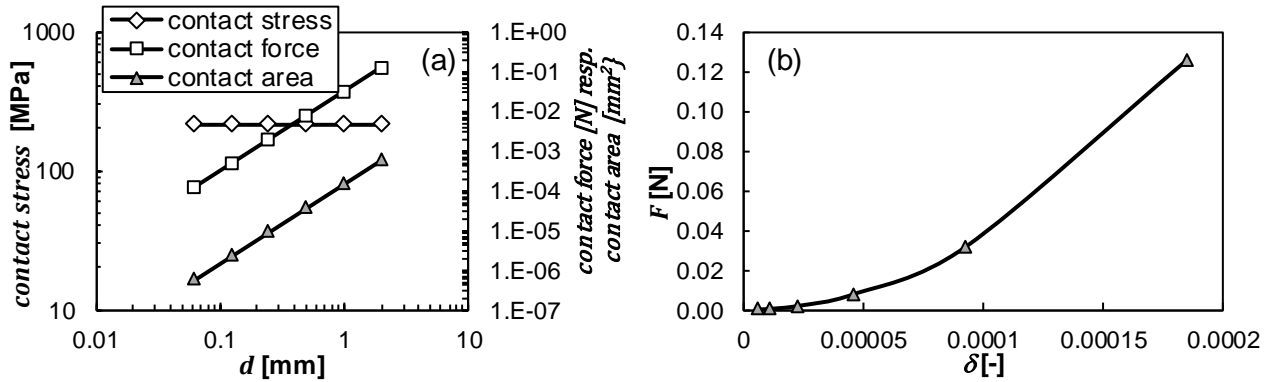 contact stress
contact force
contact area
(a)
contact stress [MPa]
1000
100
10
0.01
0.1
1
10
d [mm]
1.E+00
1.E-01
1.E-02
1.E-03
1.E-04
1.E-05
1.E-06
1.E-07
contact force [N] resp.
contact area [mm²}
(b)
F [N]
0.14
0.12
0.10
0.08
0.06
0.04
0.02
0.00
0
0.00005
0.0001
0.00015
0.0002
δ [-]